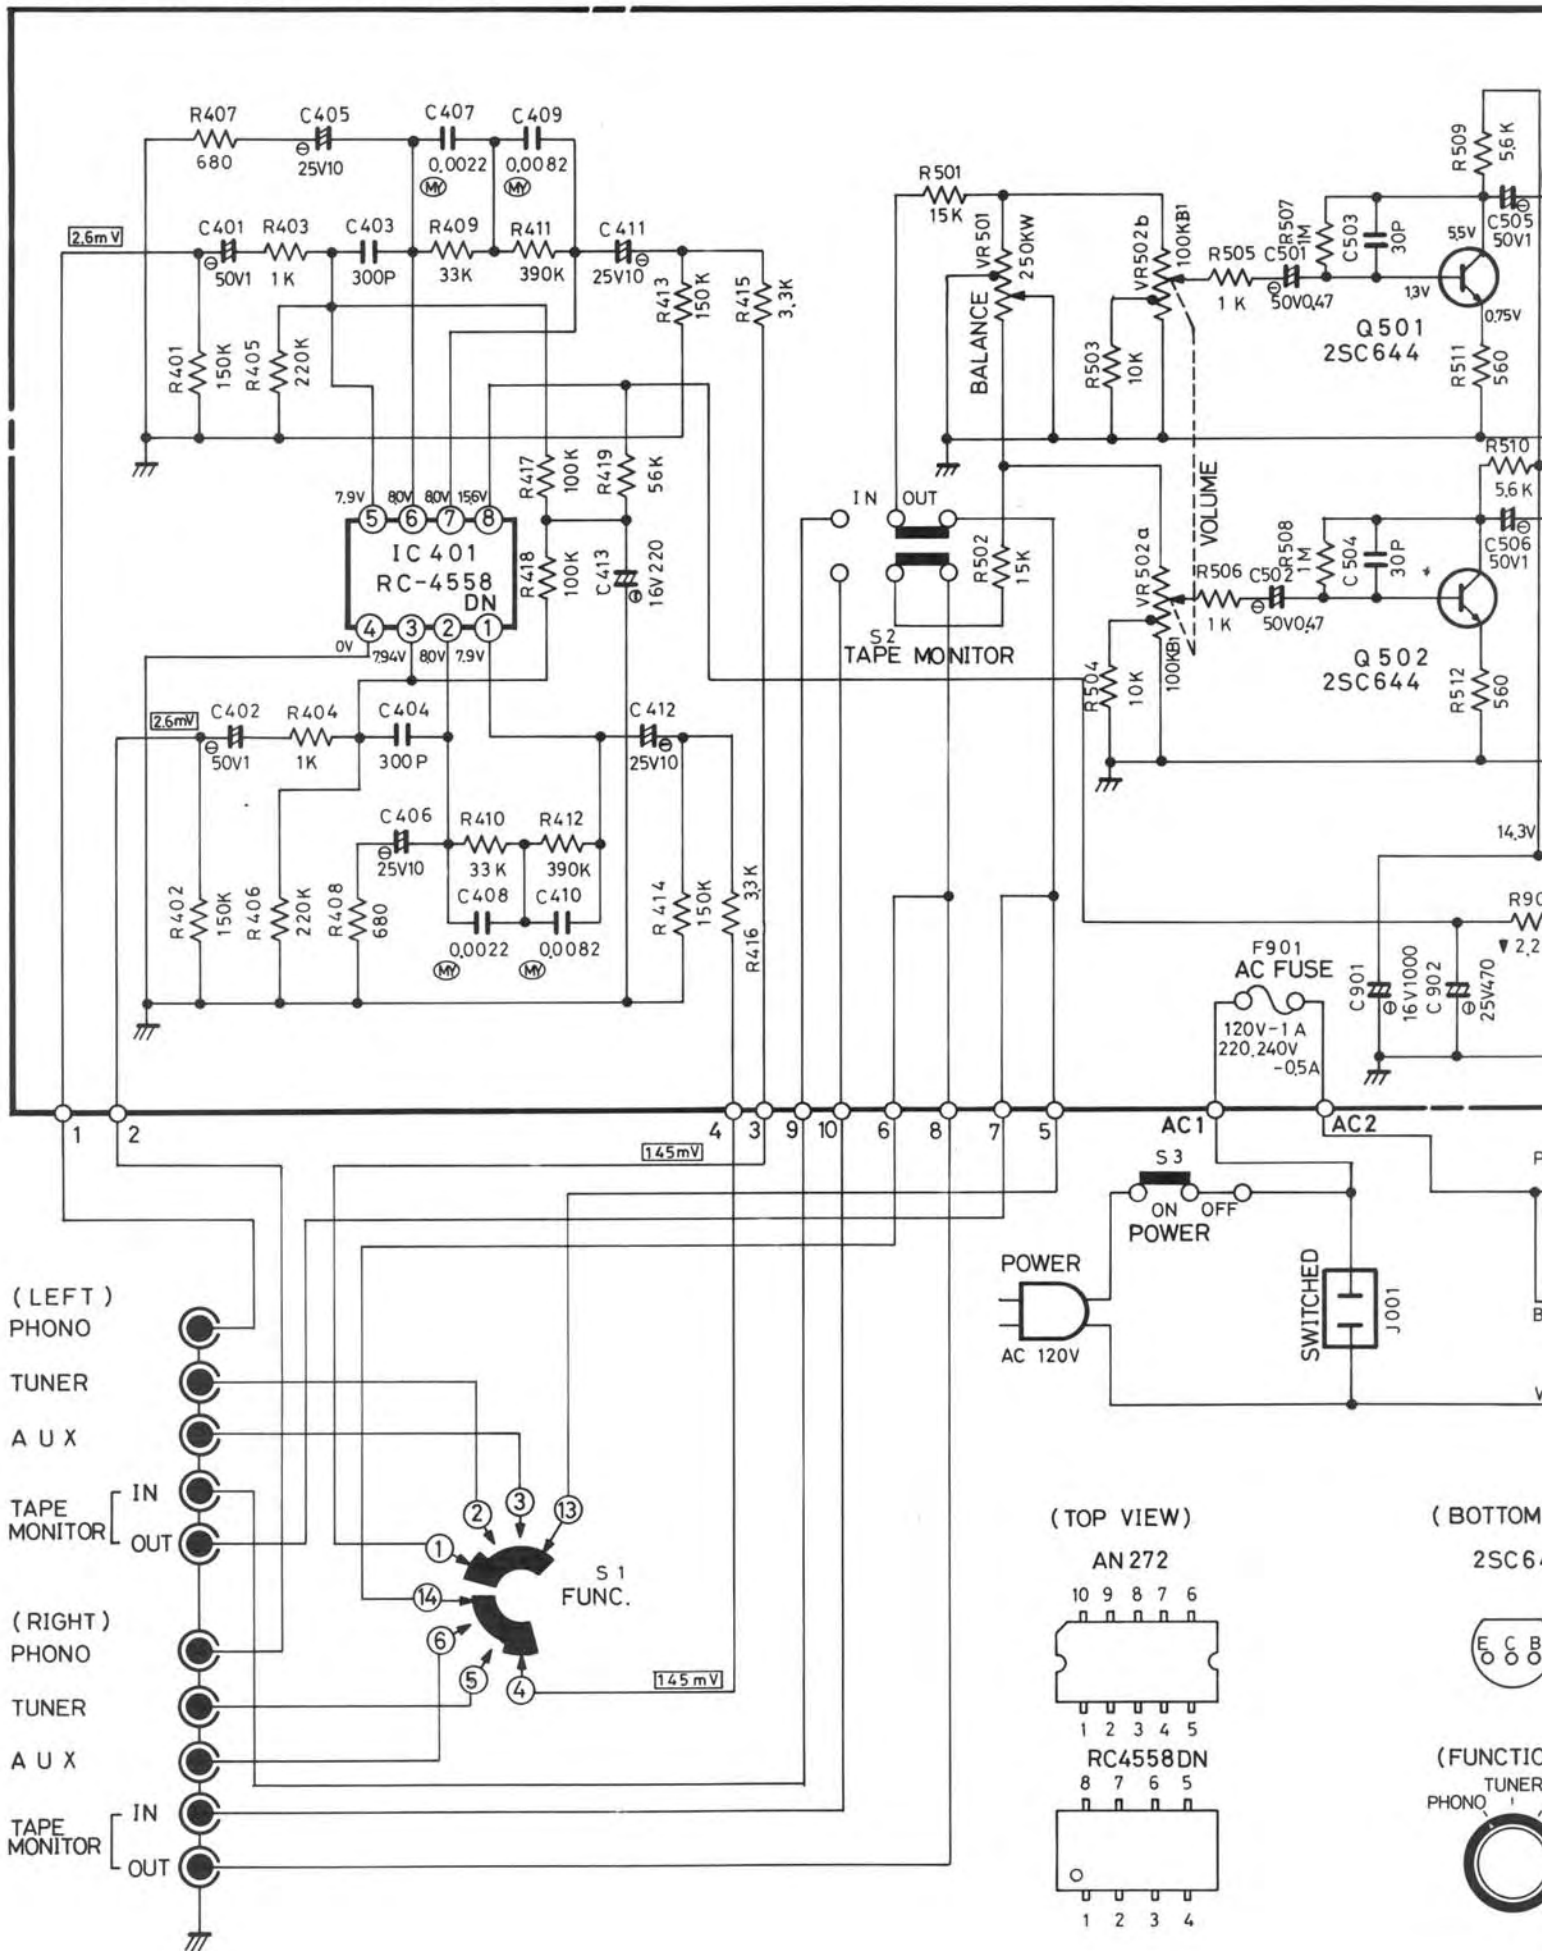 R407
680
C405
25V10
C407
0,0022
MY
C409
0,0082
MY
2.6mV
C401
50V1
R403
1K
C403
300P
R409
33K
R411
390K
C411
25V10
R413
150K
R415
3.3K
R401
150K
R405
220K
R417
100K
R419
56K
7.9V
8.0V
8.0V
15.6V
5
6
7
8
IC401
RC-4558
DN
4
3
2
1
0V
7.94V
8.0V
7.9V
R418
100K
C413
16V220
2.6mV
C402
50V1
R404
1K
C404
300P
C412
25V10
C406
25V10
R410
33K
R412
390K
C408
0,0022
MY
C410
0,0082
MY
R402
150K
R406
220K
R408
680
R414
150K
3,3K
R416
R501
15K
VR501
250KW
BALANCE
VR502b
100KB1
R503
10K
VOLUME
R505
1K
C501
50V0,47
R507
1M
C503
30P
R509
5,6K
C505
50V1
5,5V
1,3V
0,75V
Q501
2SC644
R511
560
IN
OUT
R502
15K
S2
TAPE MONITOR
VR502a
100KB1
R504
10K
R506
1K
C502
50V0,47
R508
1M
C504
30P
R510
5,6K
C506
50V1
Q502
2SC644
R512
560
14,3V
R90
2,2
C901
16V1000
C902
25V470
F901
AC FUSE
120V-1A
220,240V
-0,5A
1
2
4
3
9
10
6
8
7
5
AC1
AC2
145mV
S3
ON
OFF
POWER
POWER
AC 120V
SWITCHED
J001
P
B
(LEFT)
PHONO
TUNER
AUX
TAPE
MONITOR
IN
OUT
(RIGHT)
PHONO
TUNER
AUX
TAPE
MONITOR
IN
OUT
1
2
3
13
14
6
5
4
S1
FUNC.
145mV
(TOP VIEW)
AN272
10 9 8 7 6
1 2 3 4 5
RC4558DN
8 7 6 5
1 2 3 4
(BOTTOM
2SC64
E C B
(FUNCTIO
TUNER
PHONO